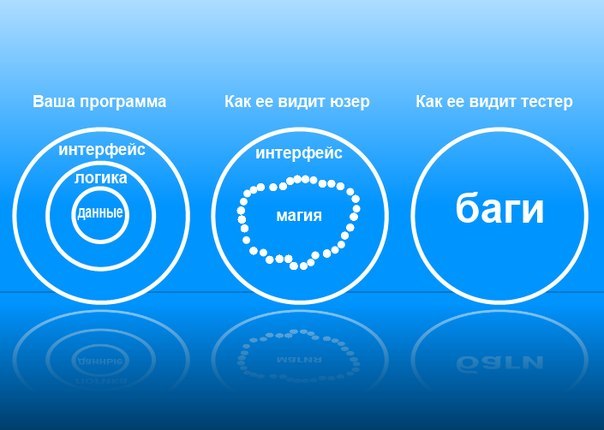 Ваша программа
интерфейс
логика
данные
Как ее видит юзер
интерфейс
магия
Как ее видит тестер
баги